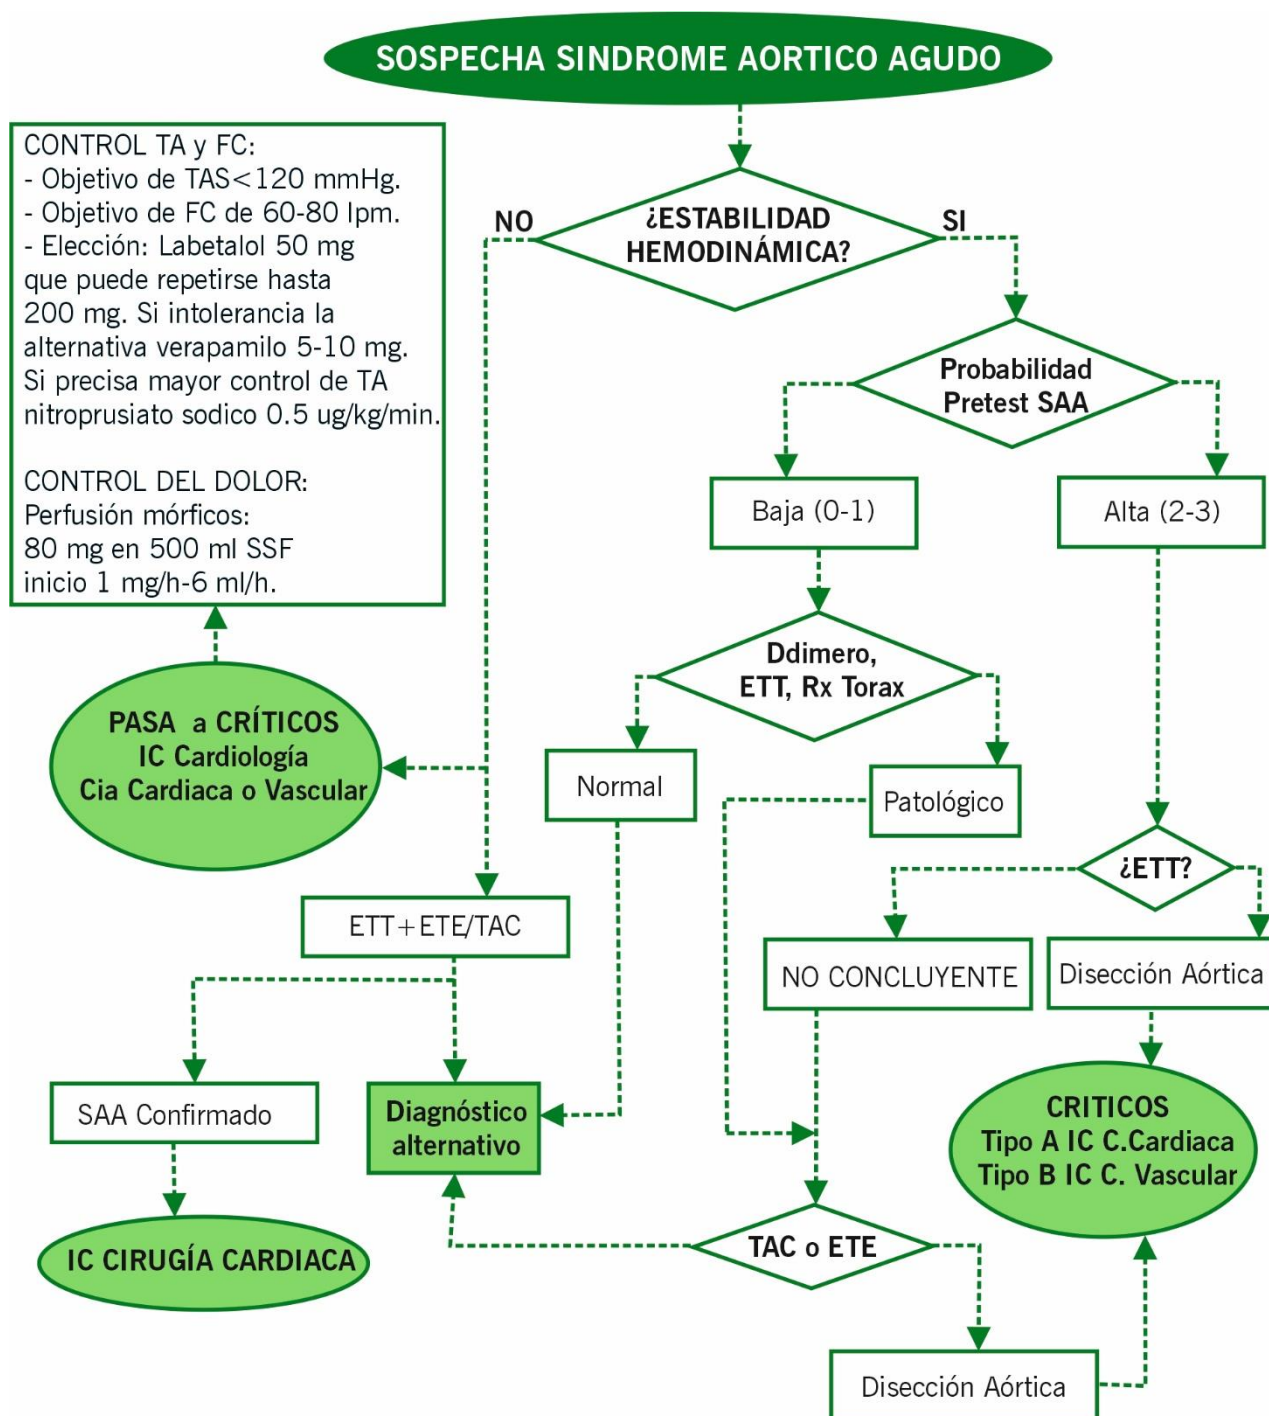 SOSPECHA SINDROME AORTICO AGUDO
CONTROL TA y FC:
- Objetivo de TAS<120 mmHg.
- Objetivo de FC de 60-80 lpm.
- Elección: Labetalol 50 mg
que puede repetirse hasta
200 mg. Si intolerancia la
alternativa verapamilo 5-10 mg.
Si precisa mayor control de TA
nitroprusiato sodico 0.5 ug/kg/min.
CONTROL DEL DOLOR:
Perfusión mórficos:
80 mg en 500 ml SSF
inicio 1 mg/h-6 ml/h.
NO
¿ESTABILIDAD
HEMODINÁMICA?
SI
Probabilidad
Pretest SAA
Baja (0-1)
Alta (2-3)
Ddimero,
ETT, Rx Torax
PASA a CRÍTICOS
IC Cardiología
Cia Cardiaca o Vascular
Normal
Patológico
¿ETT?
ETT+ETE/TAC
NO CONCLUYENTE
Disección Aórtica
SAA Confirmado
Diagnóstico
alternativo
CRITICOS
Tipo A IC C.Cardiaca
Tipo B IC C. Vascular
IC CIRUGÍA CARDIACA
TAC o ETE
Disección Aórtica